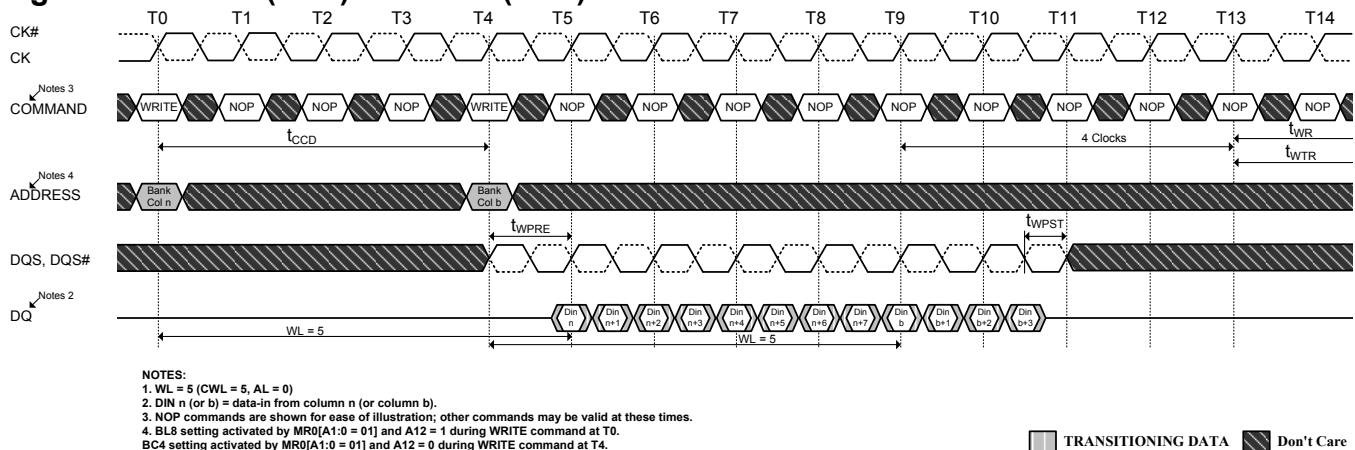 T0 T1 T2 T3 T4 T5 T6 T7 T8 T9 T10 T11 T12 T13 T14
CK#
CK
Notes 3
COMMAND
WRITE NOP NOP NOP WRITE NOP NOP NOP NOP NOP NOP NOP NOP NOP NOP
tCCD
4 Clocks
tWR
tWTR
Notes 4
ADDRESS
Bank Col n
Bank Col b
tWPRE
tWPST
DQS, DQS#
Notes 2
DQ
Din n
Din n+1
Din n+2
Din n+3
Din n+4
Din n+5
Din n+6
Din n+7
Din b
Din b+1
Din b+2
Din b+3
WL = 5
WL = 5
NOTES:
1. WL = 5 (CWL = 5, AL = 0)
2. DIN n (or b) = data-in from column n (or column b).
3. NOP commands are shown for ease of illustration; other commands may be valid at these times.
4. BL8 setting activated by MR0[A1:0 = 01] and A12 = 1 during WRITE command at T0.
BC4 setting activated by MR0[A1:0 = 01] and A12 = 0 during WRITE command at T4.
TRANSITIONING DATA
Don't Care